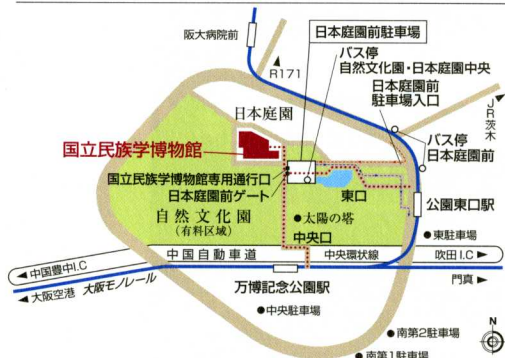 阪大病院前
日本庭園前駐車場
バス停
自然文化園・日本庭園中央
R171
日本庭園前
駐車場入口
JR茨木
日本庭園
バス停
日本庭園前
国立民族学博物館
国立民族学博物館専用通行口
日本庭園前ゲート
東口
公園東口駅
自然文化園
(有料区域)
●太陽の塔
中央口
●東駐車場
中国自動車道
中央環状線
中国豊中I.C
吹田I.C
大阪空港
大阪モノレール
門真
万博記念公園駅
●中央駐車場
N
●南第2駐車場
●南第1駐車場